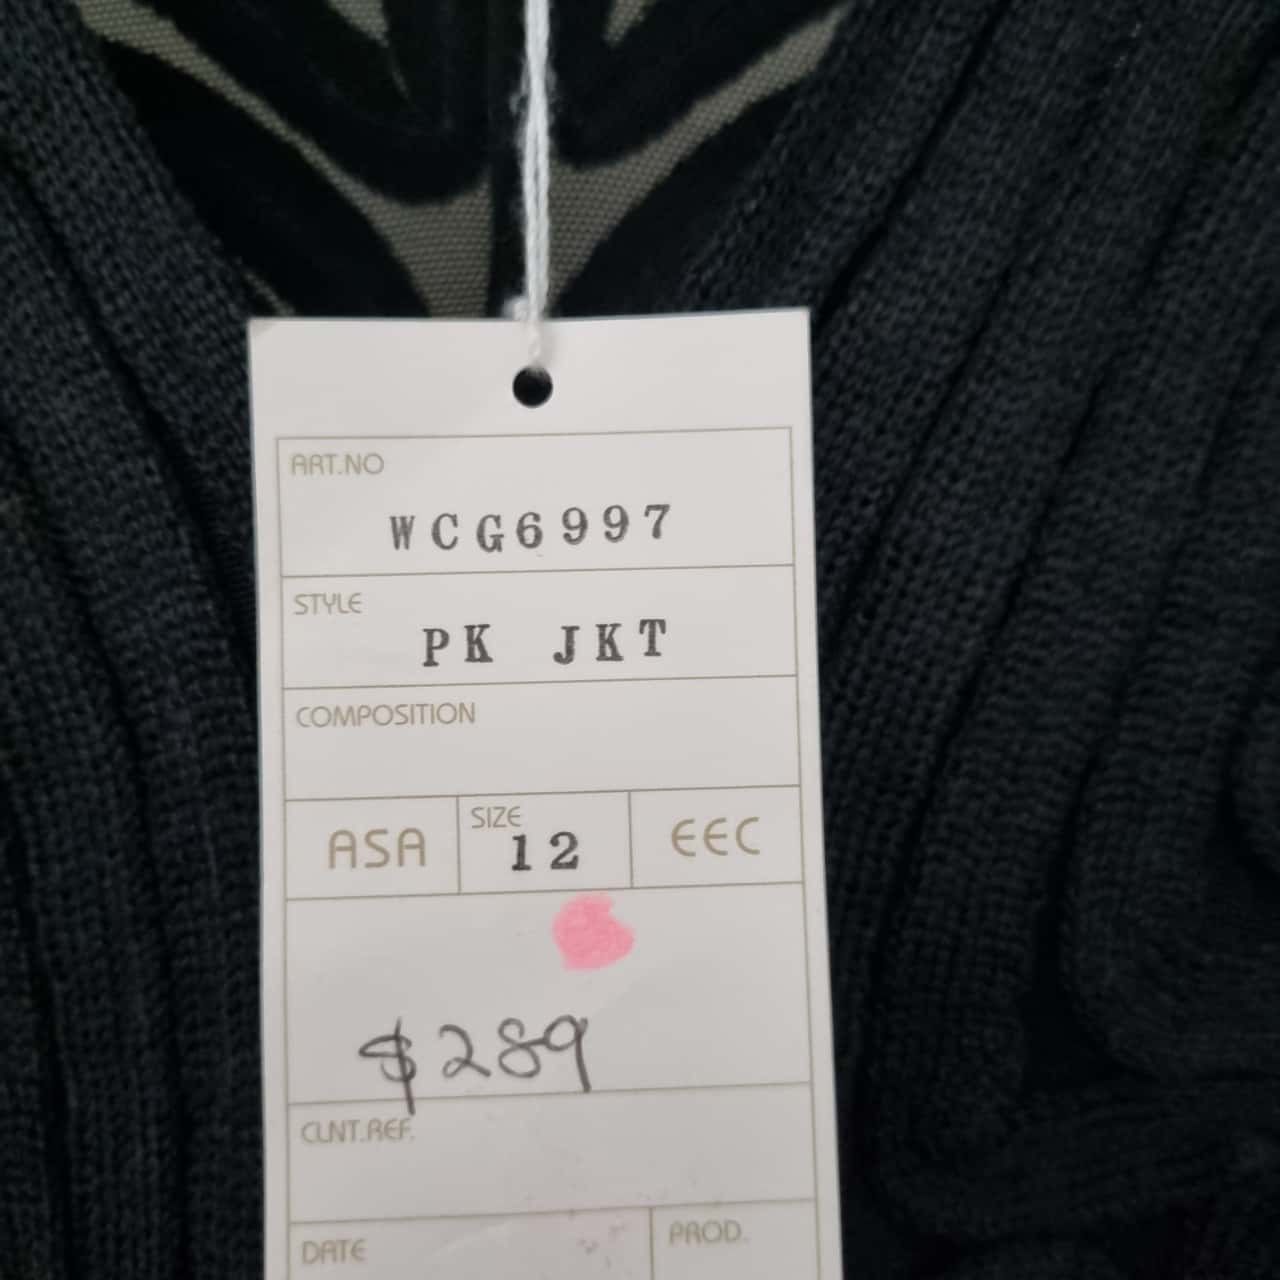 ART.NO
WCG6997
STYLE
PK JKT
COMPOSITION
ASA
SIZE
12
EEC
$289
CLNT.REF.
DATE
PROD.